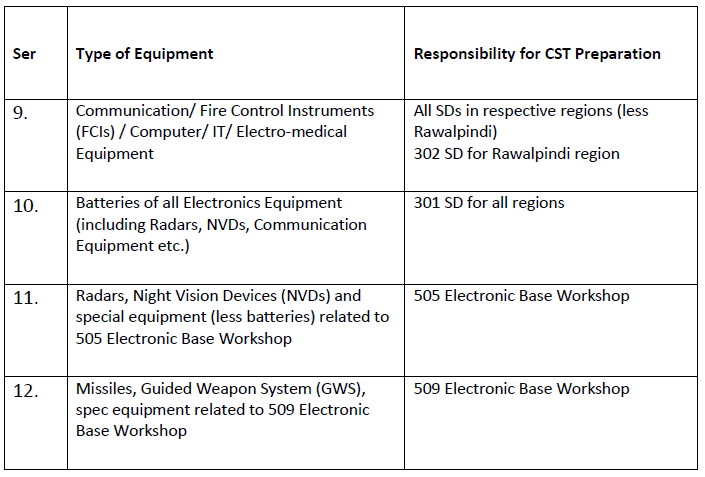 Ser
Type of Equipment
Responsibility for CST Preparation
9.
Communication/ Fire Control Instruments
(FCIs) / Computer/ IT/ Electro-medical
Equipment
All SDs in respective regions (less
Rawalpindi)
302 SD for Rawalpindi region
10.
Batteries of all Electronics Equipment
(including Radars, NVDs, Communication
Equipment etc.)
301 SD for all regions
11.
Radars, Night Vision Devices (NVDs) and
special equipment (less batteries) related to
505 Electronic Base Workshop
505 Electronic Base Workshop
12.
Missiles, Guided Weapon System (GWS),
spec equipment related to 509 Electronic
Base Workshop
509 Electronic Base Workshop